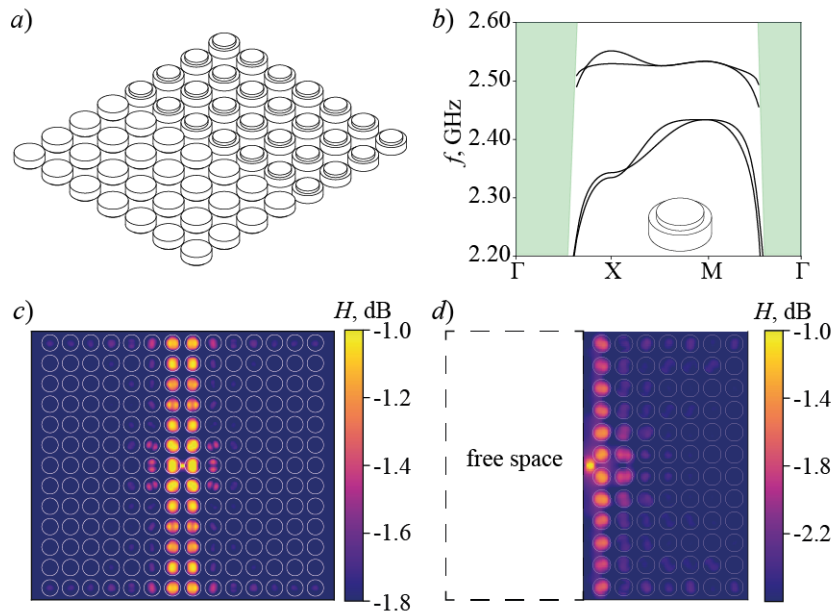 a)
b)
f, GHz
2.60
2.50
2.40
2.30
2.20
Γ
X
M
Γ
c)
H, dB
-1.0
-1.2
-1.4
-1.6
-1.8
d)
H, dB
-1.0
-1.4
-1.8
-2.2
free space